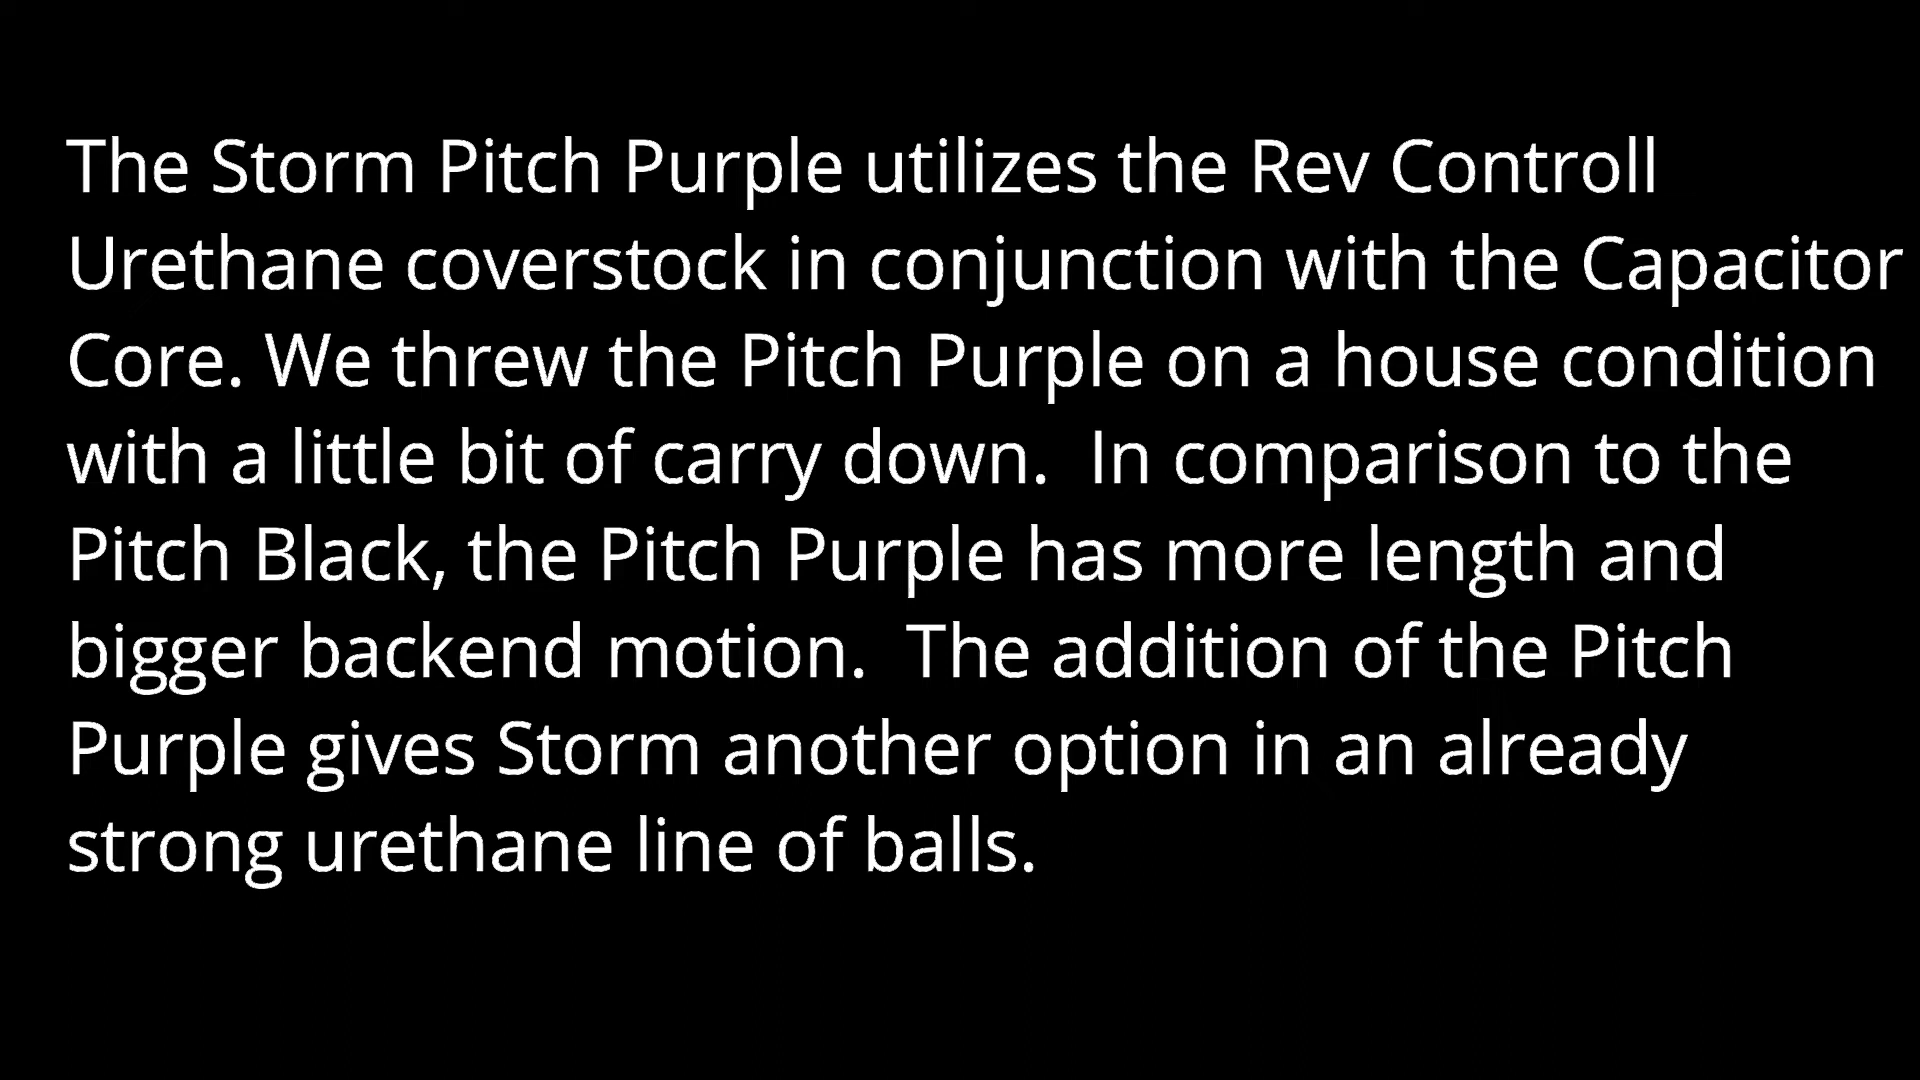 The Storm Pitch Purple utilizes the Rev Controll
Urethane coverstock in conjunction with the Capacitor
Core. We threw the Pitch Purple on a house condition
with a little bit of carry down.  In comparison to the
Pitch Black, the Pitch Purple has more length and
bigger backend motion.  The addition of the Pitch
Purple gives Storm another option in an already
strong urethane line of balls.